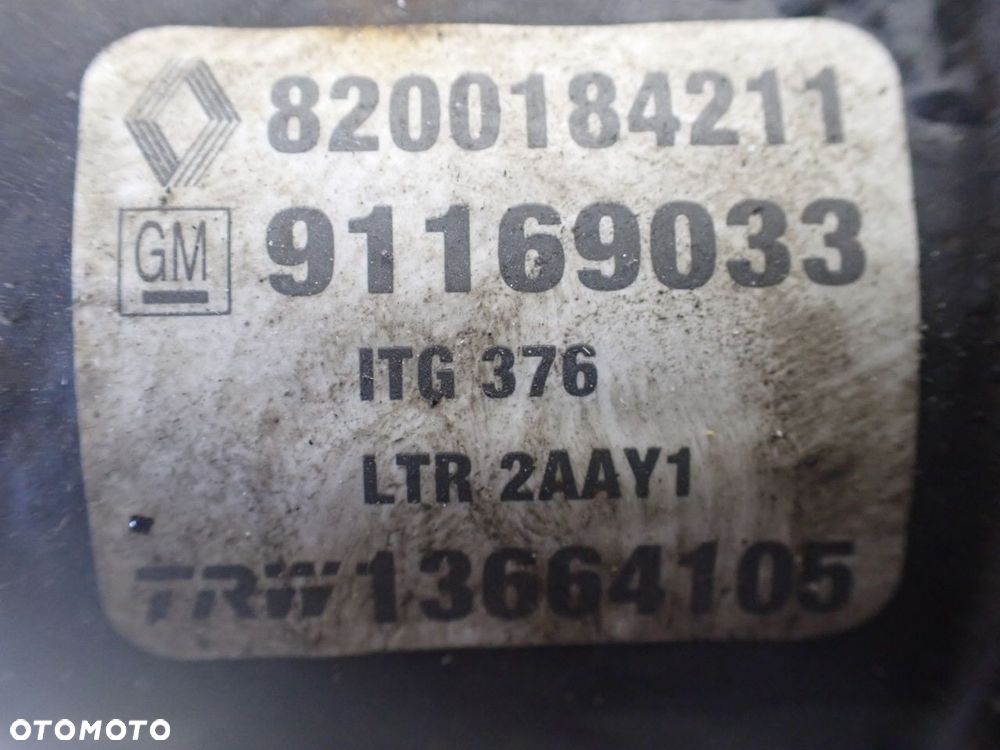 8200184211
GM 91169033
ITG 376
LTR 2AAY1
TRW 13664105
OTOMOTO